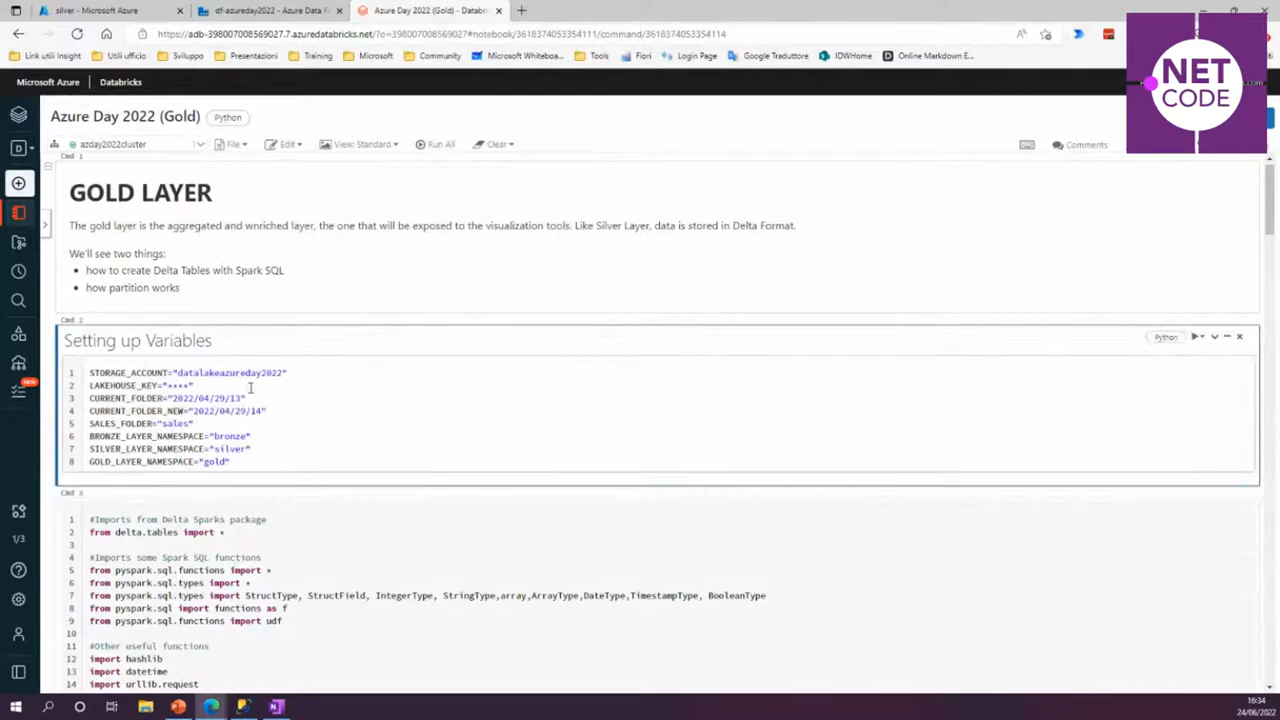 silver - Microsoft Azure
df-azureday2022 - Azure Data F
Azure Day 2022 (Gold) - Databri
https://adb-398007008569027.7.azuredatabricks.net/?o=398007008569027#notebook/3618374053354111/command/3618374053354114
Link utili Insight
Utili ufficio
Sviluppo
Presentazioni
Training
Microsoft
Community
Microsoft Whiteboa...
Tools
Fiori
Login Page
Google Traduttore
IDWHome
Online Markdown E...
NET
CODE
Microsoft Azure
Databricks
Azure Day 2022 (Gold)
Python
azday2022cluster
File
Edit
View: Standard
Run All
Clear
Comments
Cmd 1
GOLD LAYER
The gold layer is the aggregated and wnriched layer, the one that will be exposed to the visualization tools. Like Silver Layer, data is stored in Delta Format.
We'll see two things:
• how to create Delta Tables with Spark SQL
• how partition works
Cmd 2
Setting up Variables
Python
1 STORAGE_ACCOUNT="datalakeazureday2022"
2 LAKEHOUSE_KEY="****"
3 CURRENT_FOLDER="2022/04/29/13"
4 CURRENT_FOLDER_NEW="2022/04/29/14"
5 SALES_FOLDER="sales"
6 BRONZE_LAYER_NAMESPACE="bronze"
7 SILVER_LAYER_NAMESPACE="silver"
8 GOLD_LAYER_NAMESPACE="gold"
Cmd 3
1 #Imports from Delta Sparks package
2 from delta.tables import *
3
4 #Imports some Spark SQL functions
5 from pyspark.sql.functions import *
6 from pyspark.sql.types import *
7 from pyspark.sql.types import StructType, StructField, IntegerType, StringType,array,ArrayType,DateType,TimestampType, BooleanType
8 from pyspark.sql import functions as f
9 from pyspark.sql.functions import udf
10
11 #Other useful functions
12 import hashlib
13 import datetime
14 import urllib.request
D
NEW
1/3
16:34
24/06/2022